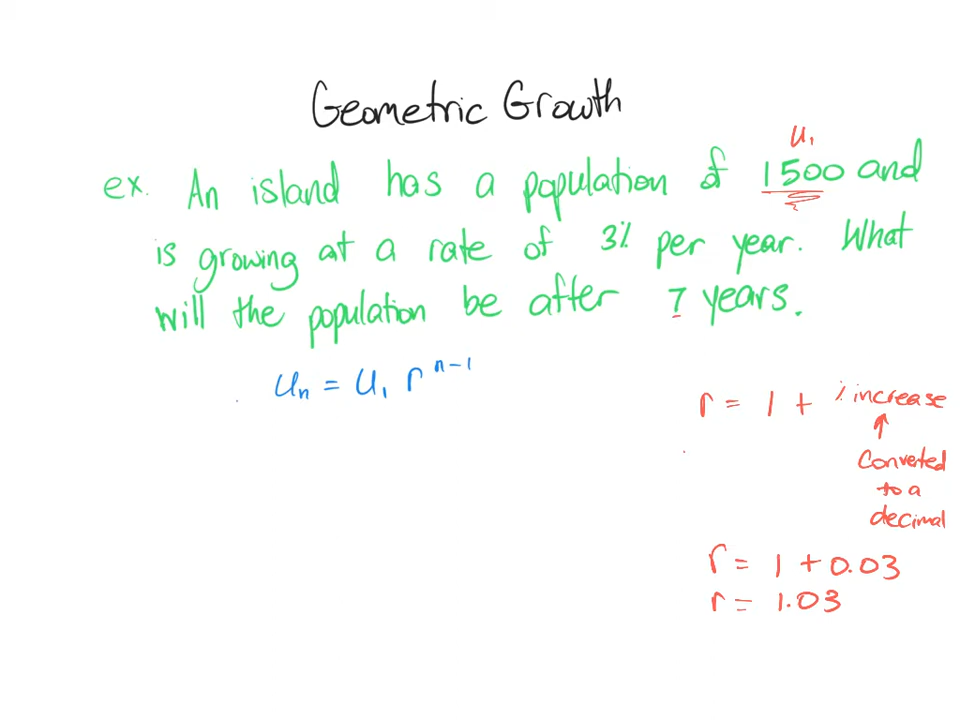 Geometric Growth
u₁
ex. An island has a population of 1500 and
is growing at a rate of 3% per year. What
will the population be after 7 years.
uₙ = u₁ r^(n-1)
r = 1 + % increase
Converted
to a
decimal
r = 1 + 0.03
r = 1.03